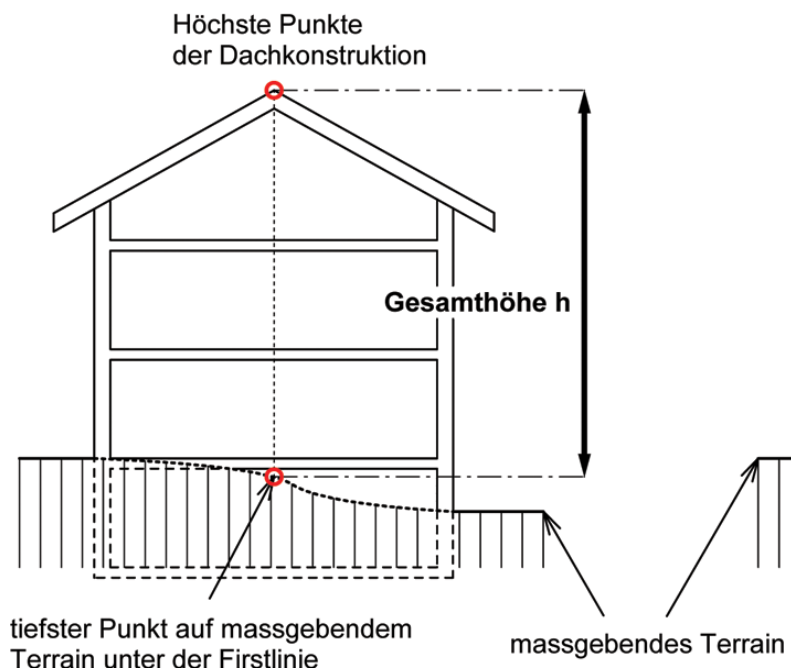 Höchste Punkte
der Dachkonstruktion
Gesamthöhe h
tiefster Punkt auf massgebendem
Terrain unter der Firstlinie
massgebendes Terrain